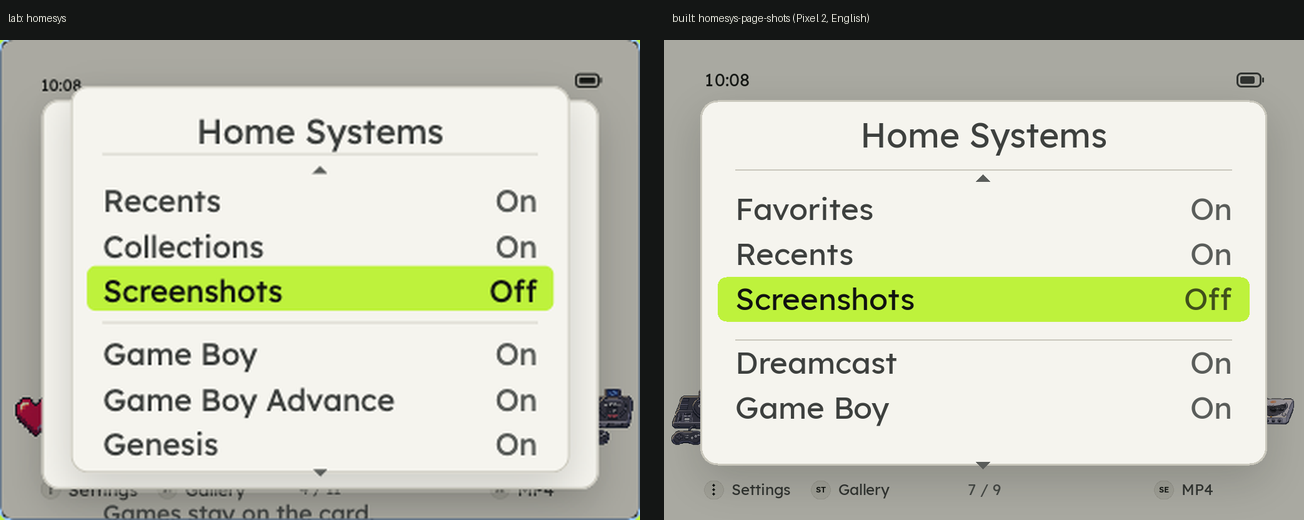 lab: homesys
10:08
Home Systems
Recents On
Collections On
Screenshots Off
Game Boy On
Game Boy Advance On
Genesis On
Settings Gallery MP4
Games stay on the card.
built: homesys-page-shots (Pixel 2, English)
10:08
Home Systems
Favorites On
Recents On
Screenshots Off
Dreamcast On
Game Boy On
Settings ST Gallery 7 / 9 SE MP4